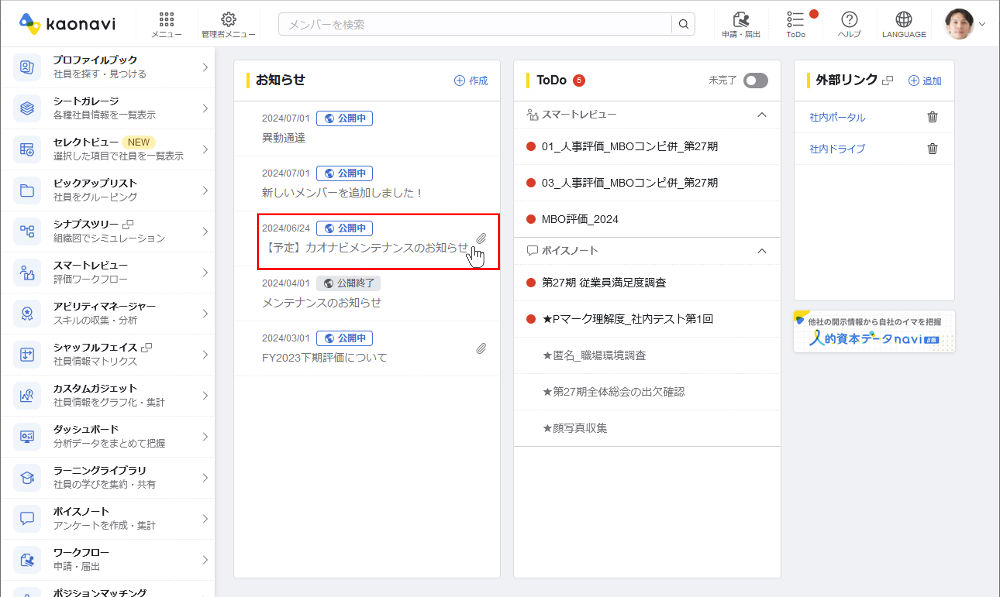 kaonavi
メニュー
管理者メニュー
メンバーを検索
申請・届出
ToDo
ヘルプ
LANGUAGE
プロファイルブック
社員を探す・見つける
シートガレージ
各種社員情報を一覧表示
セレクトビュー NEW
選択した項目で社員を一覧表示
ピックアップリスト
社員をグルーピング
シナプスツリー
組織図でシミュレーション
スマートレビュー
評価ワークフロー
アビリティマネージャー
スキルの収集・分析
シャッフルフェイス
社員情報マトリクス
カスタムガジェット
社員情報をグラフ化・集計
ダッシュボード
分析データをまとめて把握
ラーニングライブラリ
社員の学びを集約・共有
ボイスノート
アンケートを作成・集計
ワークフロー
申請・届出
ポジションマッチング
お知らせ
作成
2024/07/01 公開中
異動通達
2024/07/01 公開中
新しいメンバーを追加しました！
2024/06/24 公開中
【予定】カオナビメンテナンスのお知らせ
2024/04/01 公開終了
メンテナンスのお知らせ
2024/03/01 公開中
FY2023下期評価について
ToDo 5
未完了
スマートレビュー
01_人事評価_MBOコンピ併_第27期
03_人事評価_MBOコンピ併_第27期
MBO評価_2024
ボイスノート
第27期 従業員満足度調査
★Pマーク理解度_社内テスト第1回
★匿名_職場環境調査
★第27期全体総会の出欠確認
★顔写真収集
外部リンク
追加
社内ポータル
社内ドライブ
他社の開示情報から自社のイマを把握
人的資本データnavi β版